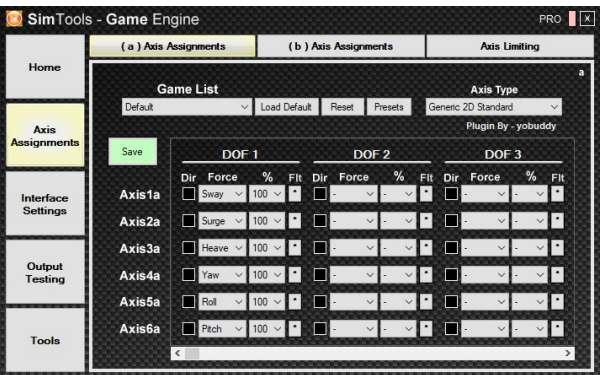 SimTools - Game Engine
PRO X
( a ) Axis Assignments ( b ) Axis Assignments Axis Limiting
Home
a
Game List Axis Type
Default Load Default Reset Presets Generic 2D Standard
Plugin By - yobuddy
Axis Assignments
Save
DOF 1 DOF 2 DOF 3
Dir Force % Flt Dir Force % Flt Dir Force % Flt
Axis1a Sway 100 * - - * - - *
Axis2a Surge 100 * - - * - - *
Interface Settings
Axis3a Heave 100 * - - * - - *
Axis4a Yaw 100 * - - * - - *
Output Testing
Axis5a Roll 100 * - - * - - *
Axis6a Pitch 100 * - - * - - *
Tools